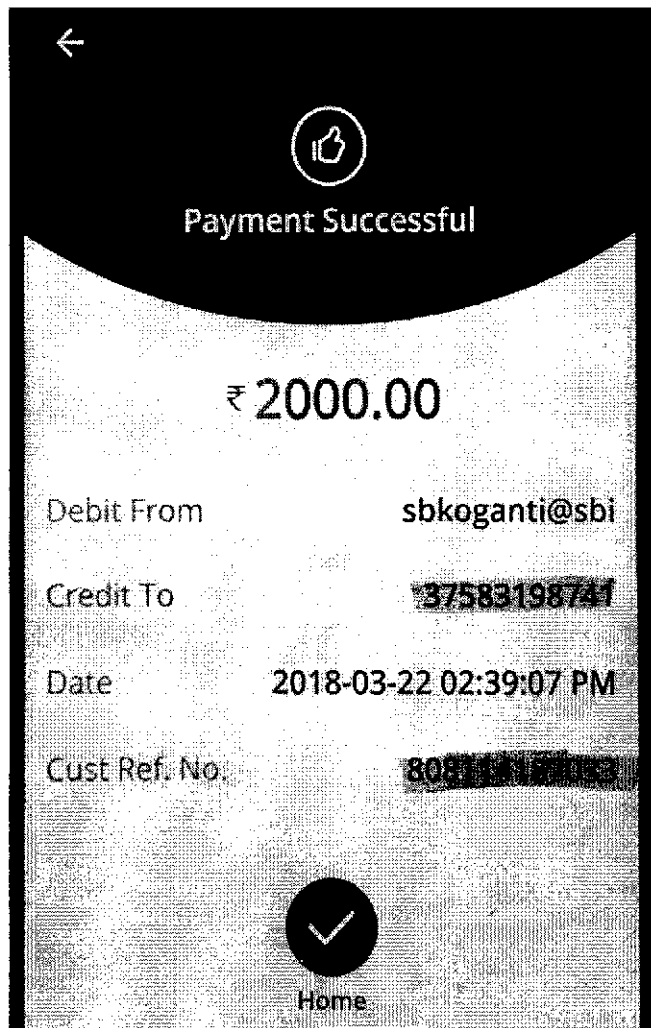 Payment Successful
₹ 2000.00
Debit From sbkoganti@sbi
Credit To 37583198741
Date 2018-03-22 02:39:07 PM
Cust Ref. No.
Home